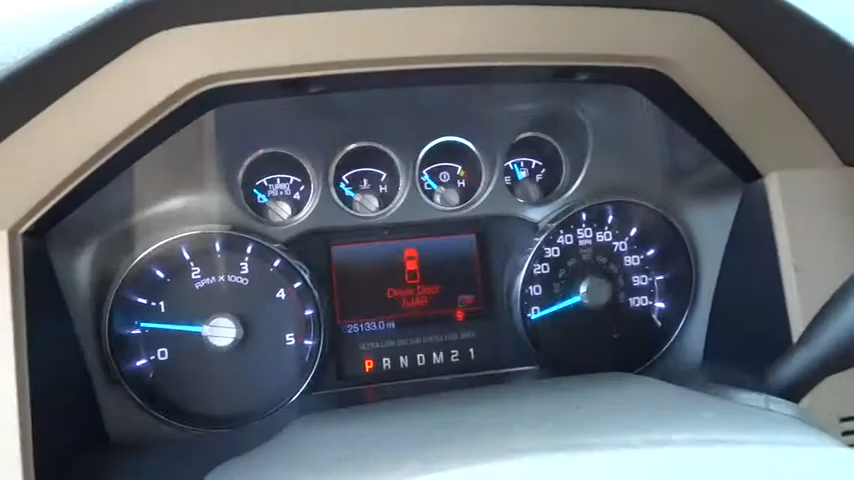 TURBO
PSI x 10
C H
C H
E F
0 1 2 3 4 5
RPM X 1000
Driver Door
AJAR
25133.0 mi
P R N D M 2 1
0 10 20 30 40 50 60 70 80 90 100
MPH